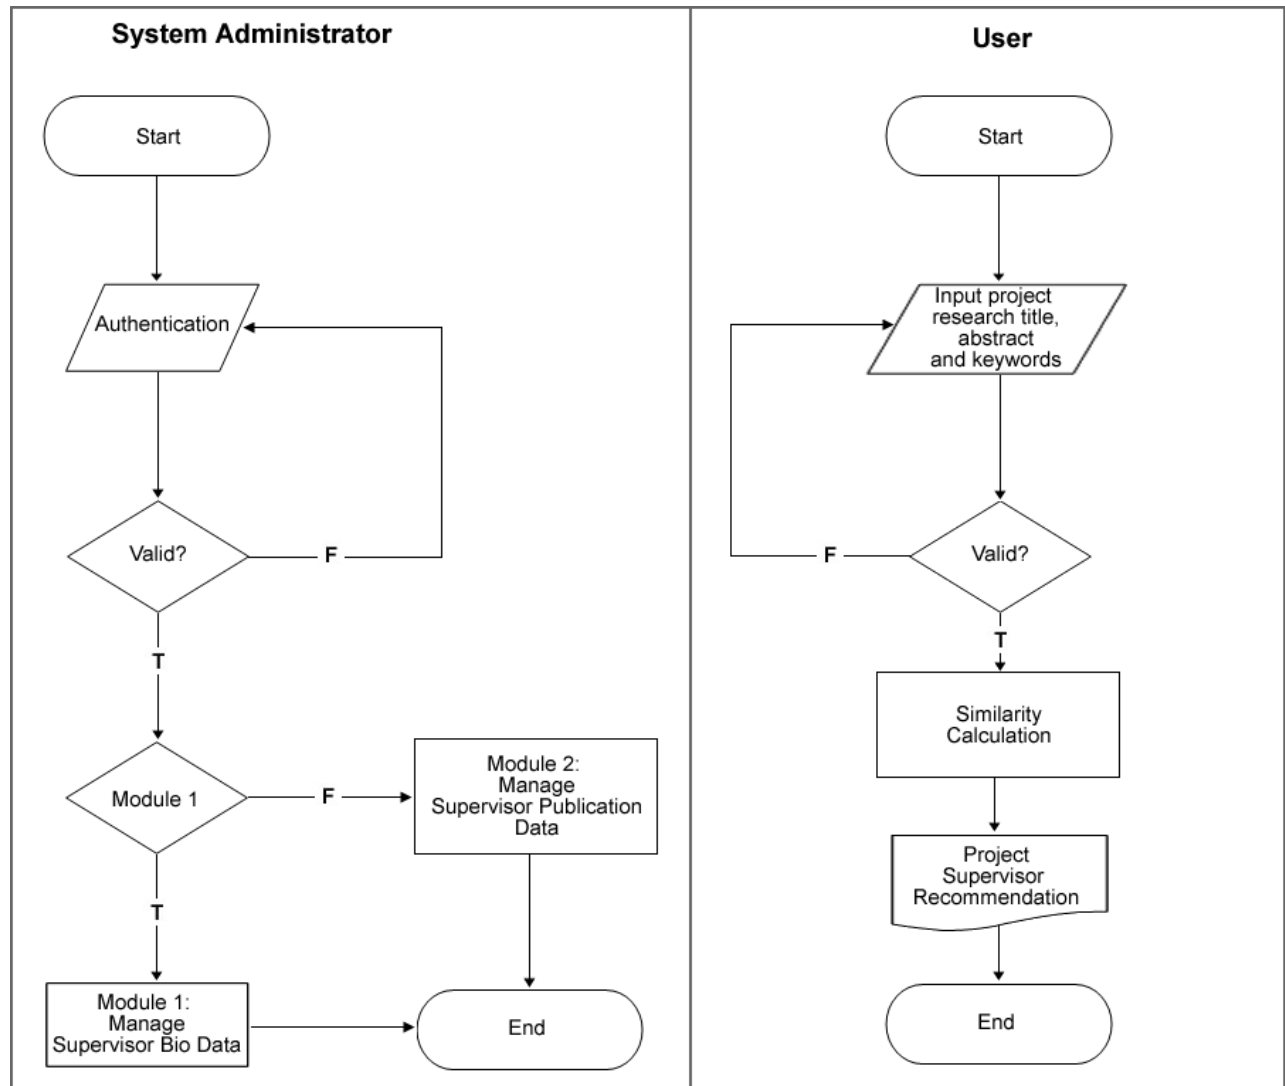 System Administrator
Start
Authentication
Valid?
F
T
Module 1
F
Module 2:
Manage
Supervisor Publication
Data
T
Module 1:
Manage
Supervisor Bio Data
End
User
Start
Input project
research title,
abstract
and keywords
Valid?
F
T
Similarity
Calculation
Project
Supervisor
Recommendation
End